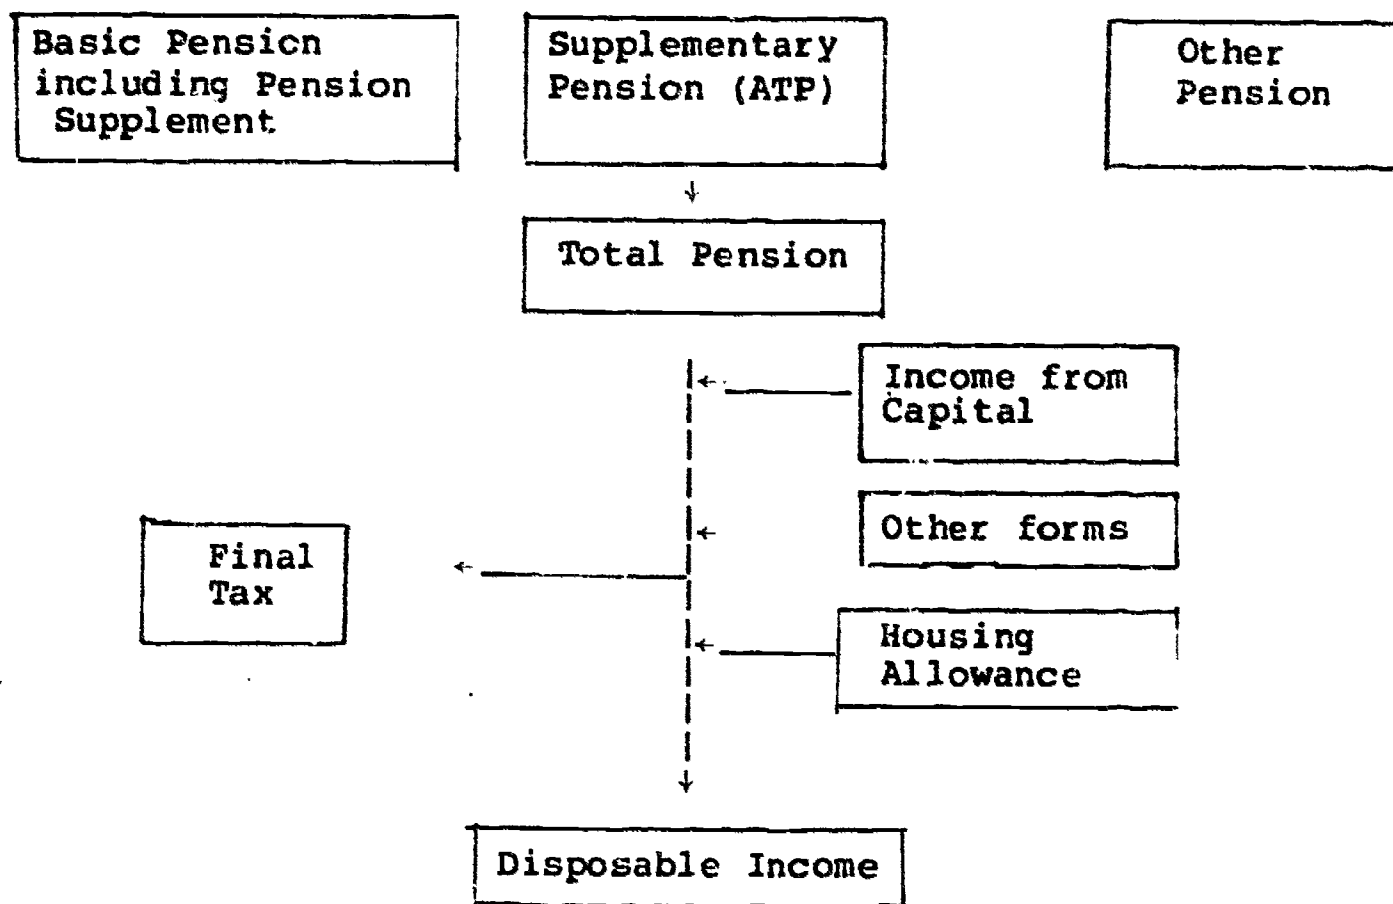 Basic Pension
including Pension
Supplement
Supplementary
Pension (ATP)
Other
Pension
Total Pension
Income from
Capital
Other forms
Final
Tax
Housing
Allowance
Disposable Income